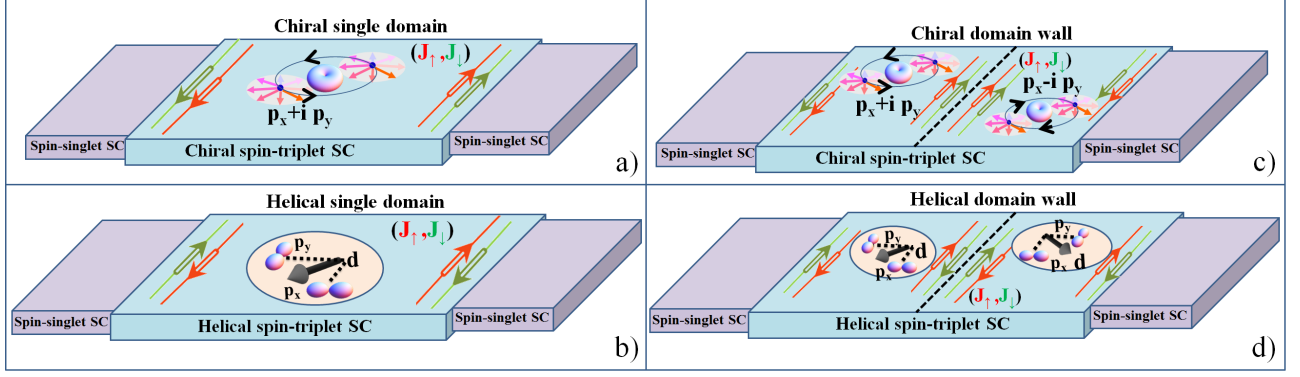 Chiral single domain
(J↑,J↓)
px+i py
Spin-singlet SC
Chiral spin-triplet SC
Spin-singlet SC
a)
Helical single domain
(J↑,J↓)
py
d
px
Spin-singlet SC
Helical spin-triplet SC
Spin-singlet SC
b)
Chiral domain wall
(J↑,J↓)
px+i py
px-i py
Spin-singlet SC
Chiral spin-triplet SC
Spin-singlet SC
c)
Helical domain wall
py
d
px
py
px d
(J↑,J↓)
Spin-singlet SC
Helical spin-triplet SC
Spin-singlet SC
d)